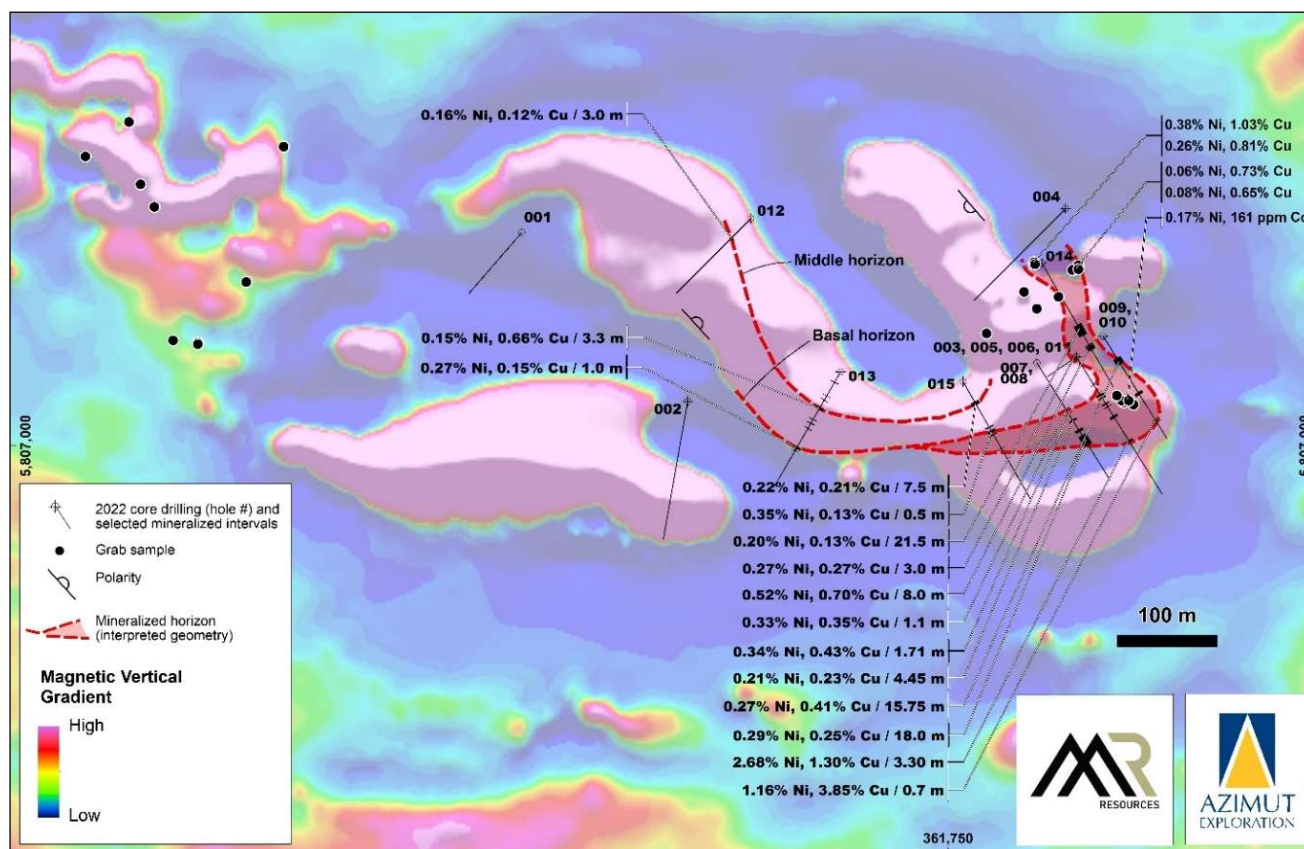 0.16% Ni, 0.12% Cu / 3.0 m
0.38% Ni, 1.03% Cu
0.26% Ni, 0.81% Cu
0.06% Ni, 0.73% Cu
0.08% Ni, 0.65% Cu
0.17% Ni, 161 ppm Co
001
012
004
Middle horizon
014
009,
010
0.15% Ni, 0.66% Cu / 3.3 m
Basal horizon
003, 005, 006, 01
007,
008
0.27% Ni, 0.15% Cu / 1.0 m
013
015
002
5,807,000
5,807,000
0.22% Ni, 0.21% Cu / 7.5 m
0.35% Ni, 0.13% Cu / 0.5 m
0.20% Ni, 0.13% Cu / 21.5 m
0.27% Ni, 0.27% Cu / 3.0 m
0.52% Ni, 0.70% Cu / 8.0 m
0.33% Ni, 0.35% Cu / 1.1 m
0.34% Ni, 0.43% Cu / 1.71 m
0.21% Ni, 0.23% Cu / 4.45 m
0.27% Ni, 0.41% Cu / 15.75 m
0.29% Ni, 0.25% Cu / 18.0 m
2.68% Ni, 1.30% Cu / 3.30 m
1.16% Ni, 3.85% Cu / 0.7 m
2022 core drilling (hole #) and
selected mineralized intervals
Grab sample
Polarity
Mineralized horizon
(interpreted geometry)
Magnetic Vertical
Gradient
High
Low
100 m
361,750
RESOURCES
AZIMUT
EXPLORATION